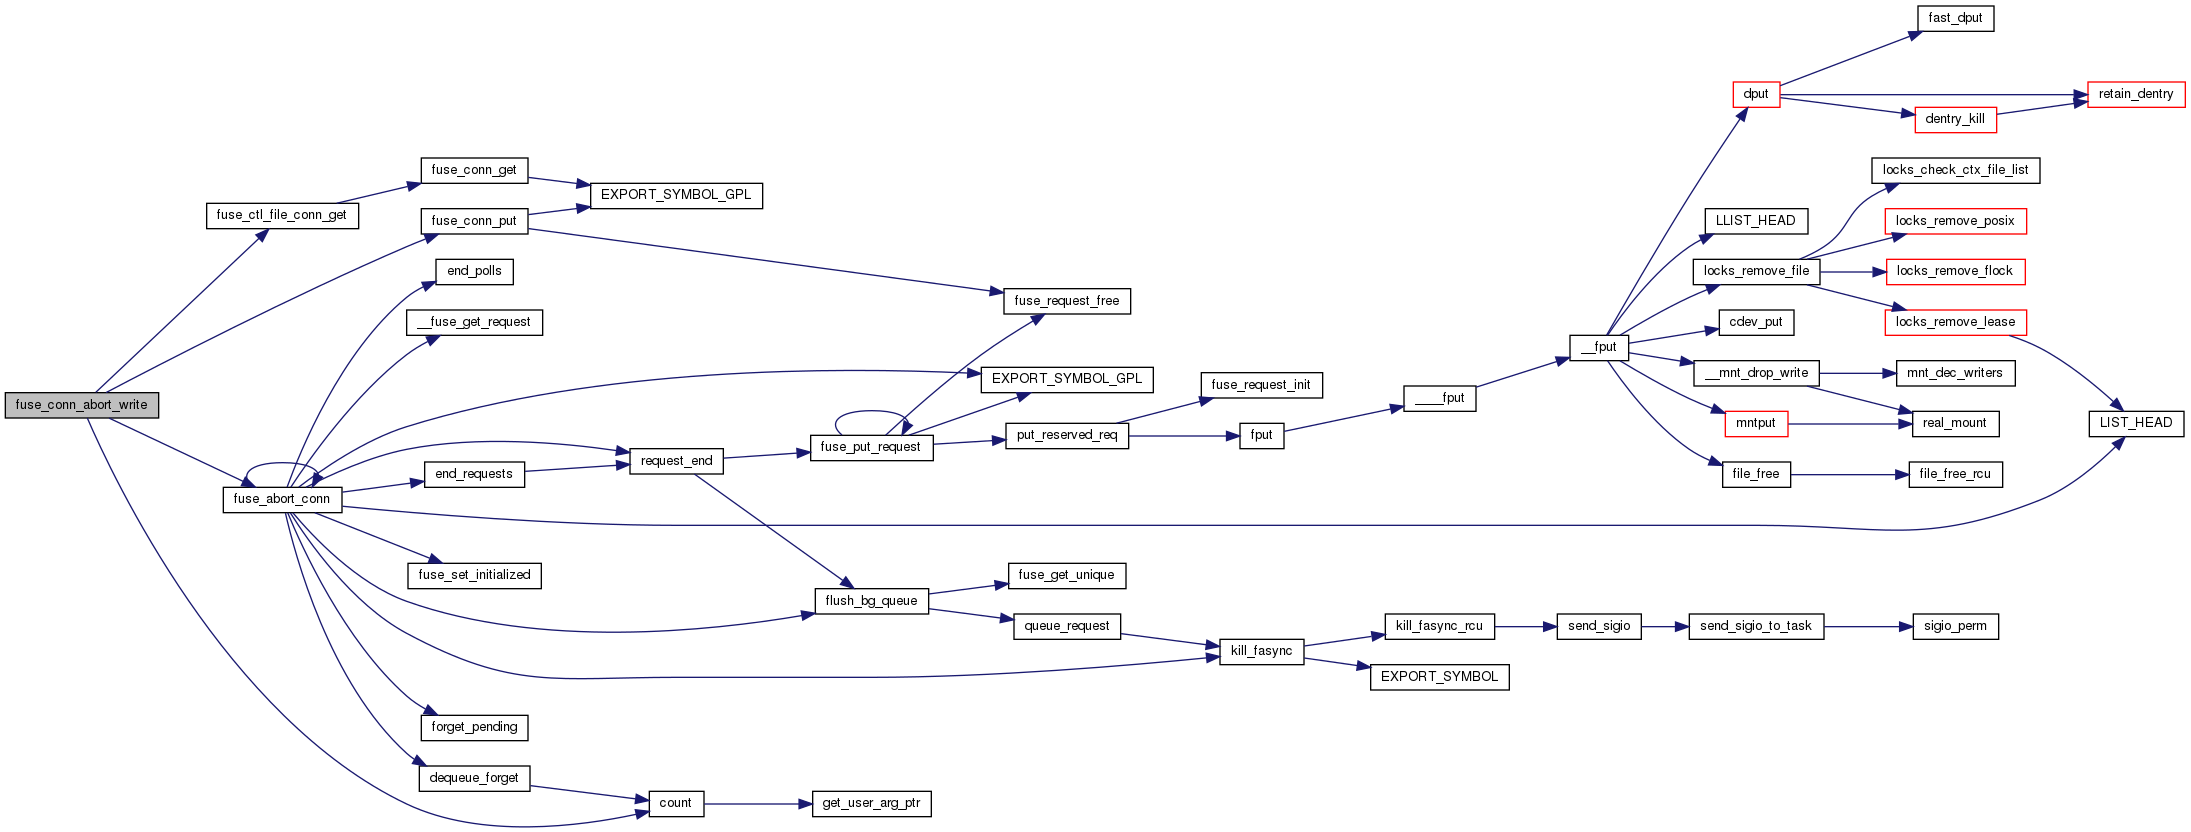 fuse_conn_abort_write
fuse_ctl_file_conn_get
fuse_conn_get
fuse_conn_put
EXPORT_SYMBOL_GPL
end_polls
__fuse_get_request
fuse_abort_conn
end_requests
fuse_set_initialized
forget_pending
dequeue_forget
request_end
count
get_user_arg_ptr
fuse_request_free
EXPORT_SYMBOL_GPL
fuse_put_request
put_reserved_req
flush_bg_queue
fuse_get_unique
queue_request
fuse_request_init
fput
kill_fasync
____fput
kill_fasync_rcu
EXPORT_SYMBOL
__fput
send_sigio
dput
LLIST_HEAD
locks_remove_file
cdev_put
__mnt_drop_write
mntput
file_free
send_sigio_to_task
fast_dput
dentry_kill
locks_check_ctx_file_list
locks_remove_posix
locks_remove_flock
locks_remove_lease
mnt_dec_writers
real_mount
file_free_rcu
sigio_perm
retain_dentry
LIST_HEAD